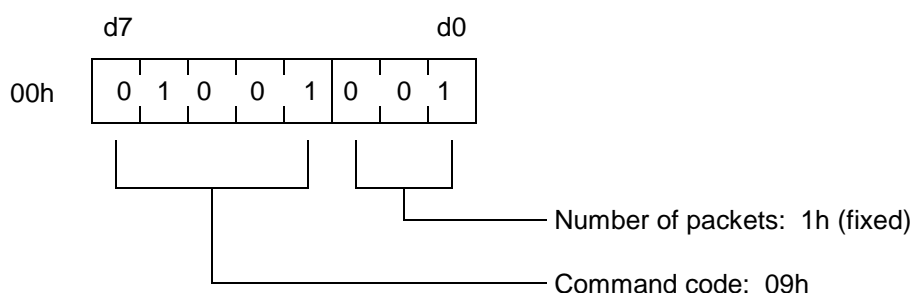 d7 d0
00h 0 1 0 0 1 0 0 1
Number of packets: 1h (fixed)
Command code: 09h